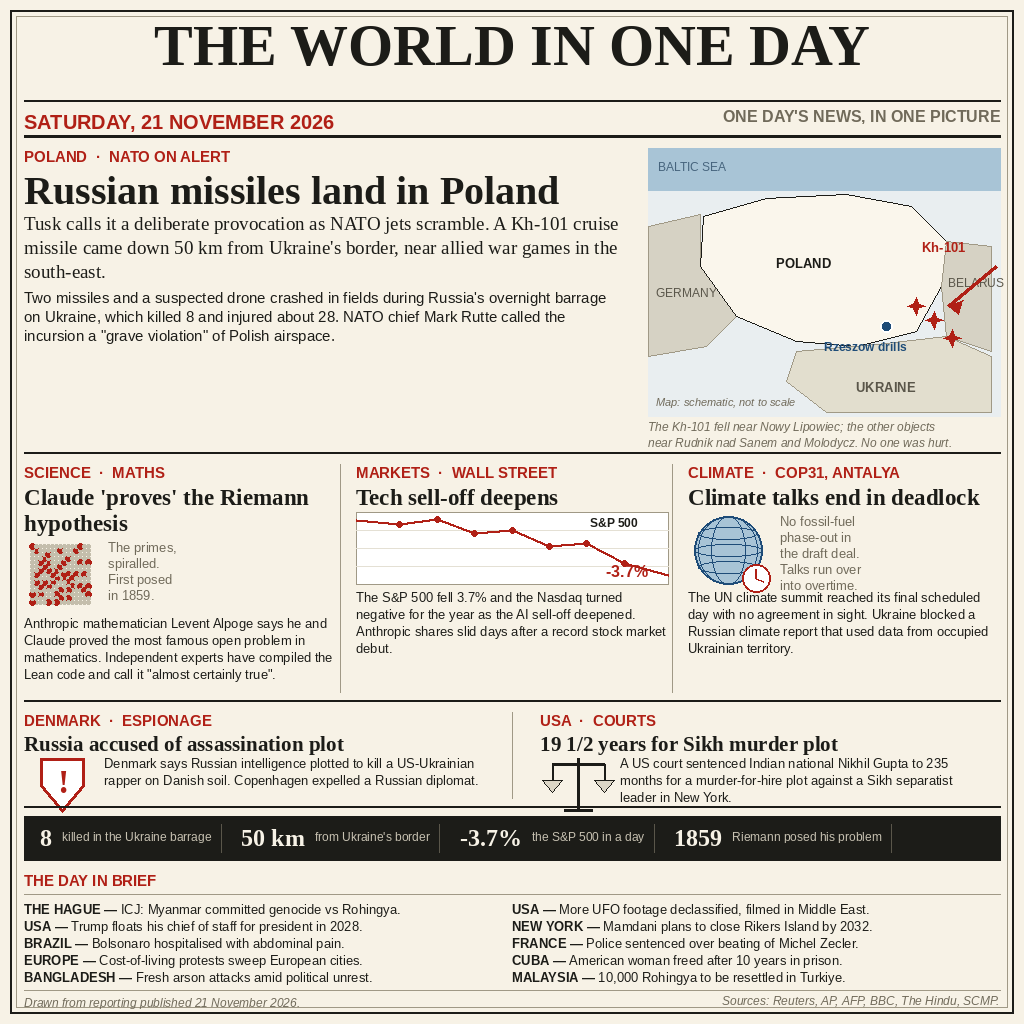 THE WORLD IN ONE DAY
SATURDAY, 21 NOVEMBER 2026
ONE DAY'S NEWS, IN ONE PICTURE
POLAND · NATO ON ALERT
Russian missiles land in Poland
Tusk calls it a deliberate provocation as NATO jets scramble. A Kh-101 cruise
missile came down 50 km from Ukraine's border, near allied war games in the
south-east.
Two missiles and a suspected drone crashed in fields during Russia's overnight barrage
on Ukraine, which killed 8 and injured about 28. NATO chief Mark Rutte called the
incursion a "grave violation" of Polish airspace.
BALTIC SEA
Kh-101
POLAND
BELARUS
GERMANY
Rzeszow drills
UKRAINE
Map: schematic, not to scale
The Kh-101 fell near Nowy Lipowiec; the other objects
near Rudnik nad Sanem and Molodycz. No one was hurt.
SCIENCE · MATHS
Claude 'proves' the Riemann
hypothesis
The primes,
spiralled.
First posed
in 1859.
Anthropic mathematician Levent Alpoge says he and
Claude proved the most famous open problem in
mathematics. Independent experts have compiled the
Lean code and call it "almost certainly true".
MARKETS · WALL STREET
Tech sell-off deepens
S&P 500
-3.7%
The S&P 500 fell 3.7% and the Nasdaq turned
negative for the year as the AI sell-off deepened.
Anthropic shares slid days after a record stock market
debut.
CLIMATE · COP31, ANTALYA
Climate talks end in deadlock
No fossil-fuel
phase-out in
the draft deal.
Talks run over
into overtime.
The UN climate summit reached its final scheduled
day with no agreement in sight. Ukraine blocked a
Russian climate report that used data from occupied
Ukrainian territory.
DENMARK · ESPIONAGE
Russia accused of assassination plot
!
Denmark says Russian intelligence plotted to kill a US-Ukrainian
rapper on Danish soil. Copenhagen expelled a Russian diplomat.
USA · COURTS
19 1/2 years for Sikh murder plot
A US court sentenced Indian national Nikhil Gupta to 235
months for a murder-for-hire plot against a Sikh separatist
leader in New York.
8 killed in the Ukraine barrage
50 km from Ukraine's border
-3.7% the S&P 500 in a day
1859 Riemann posed his problem
THE DAY IN BRIEF
THE HAGUE — ICJ: Myanmar committed genocide vs Rohingya.
USA — Trump floats his chief of staff for president in 2028.
BRAZIL — Bolsonaro hospitalised with abdominal pain.
EUROPE — Cost-of-living protests sweep European cities.
BANGLADESH — Fresh arson attacks amid political unrest.
USA — More UFO footage declassified, filmed in Middle East.
NEW YORK — Mamdani plans to close Rikers Island by 2032.
FRANCE — Police sentenced over beating of Michel Zecler.
CUBA — American woman freed after 10 years in prison.
MALAYSIA — 10,000 Rohingya to be resettled in Turkiye.
Drawn from reporting published 21 November 2026.
Sources: Reuters, AP, AFP, BBC, The Hindu, SCMP.